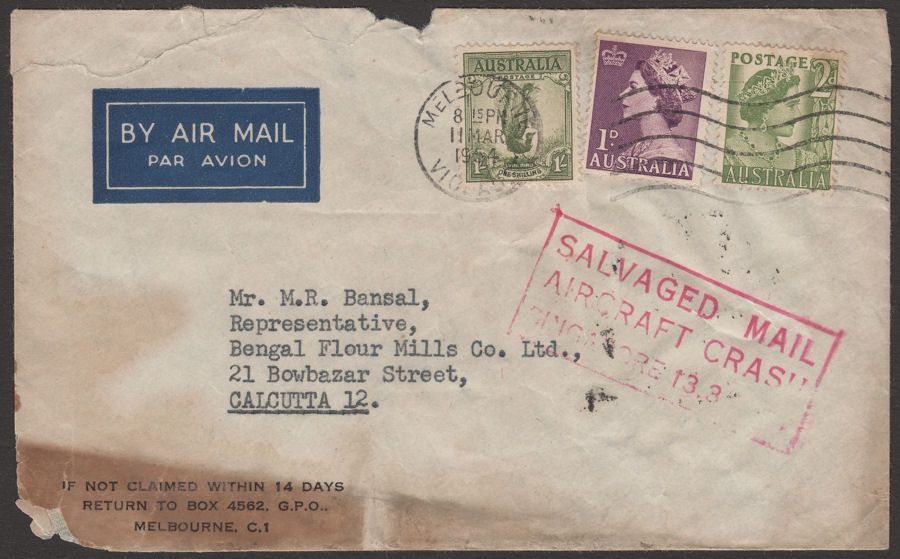 BY AIR MAIL
PAR AVION
AUSTRALIA
POSTAGE
1/- 1/-
ONE SHILLING
MELBOURNE
8 15 PM
11 MAR
1954
1D
AUSTRALIA
POSTAGE
2d
AUSTRALIA
SALVAGED MAIL
AIRCRAFT CRASH
SINGAPORE 13.3
Mr. M.R. Bansal,
Representative,
Bengal Flour Mills Co. Ltd.,
21 Bowbazar Street,
CALCUTTA 12.
IF NOT CLAIMED WITHIN 14 DAYS
RETURN TO BOX 4562, G.P.O.,
MELBOURNE, C.1